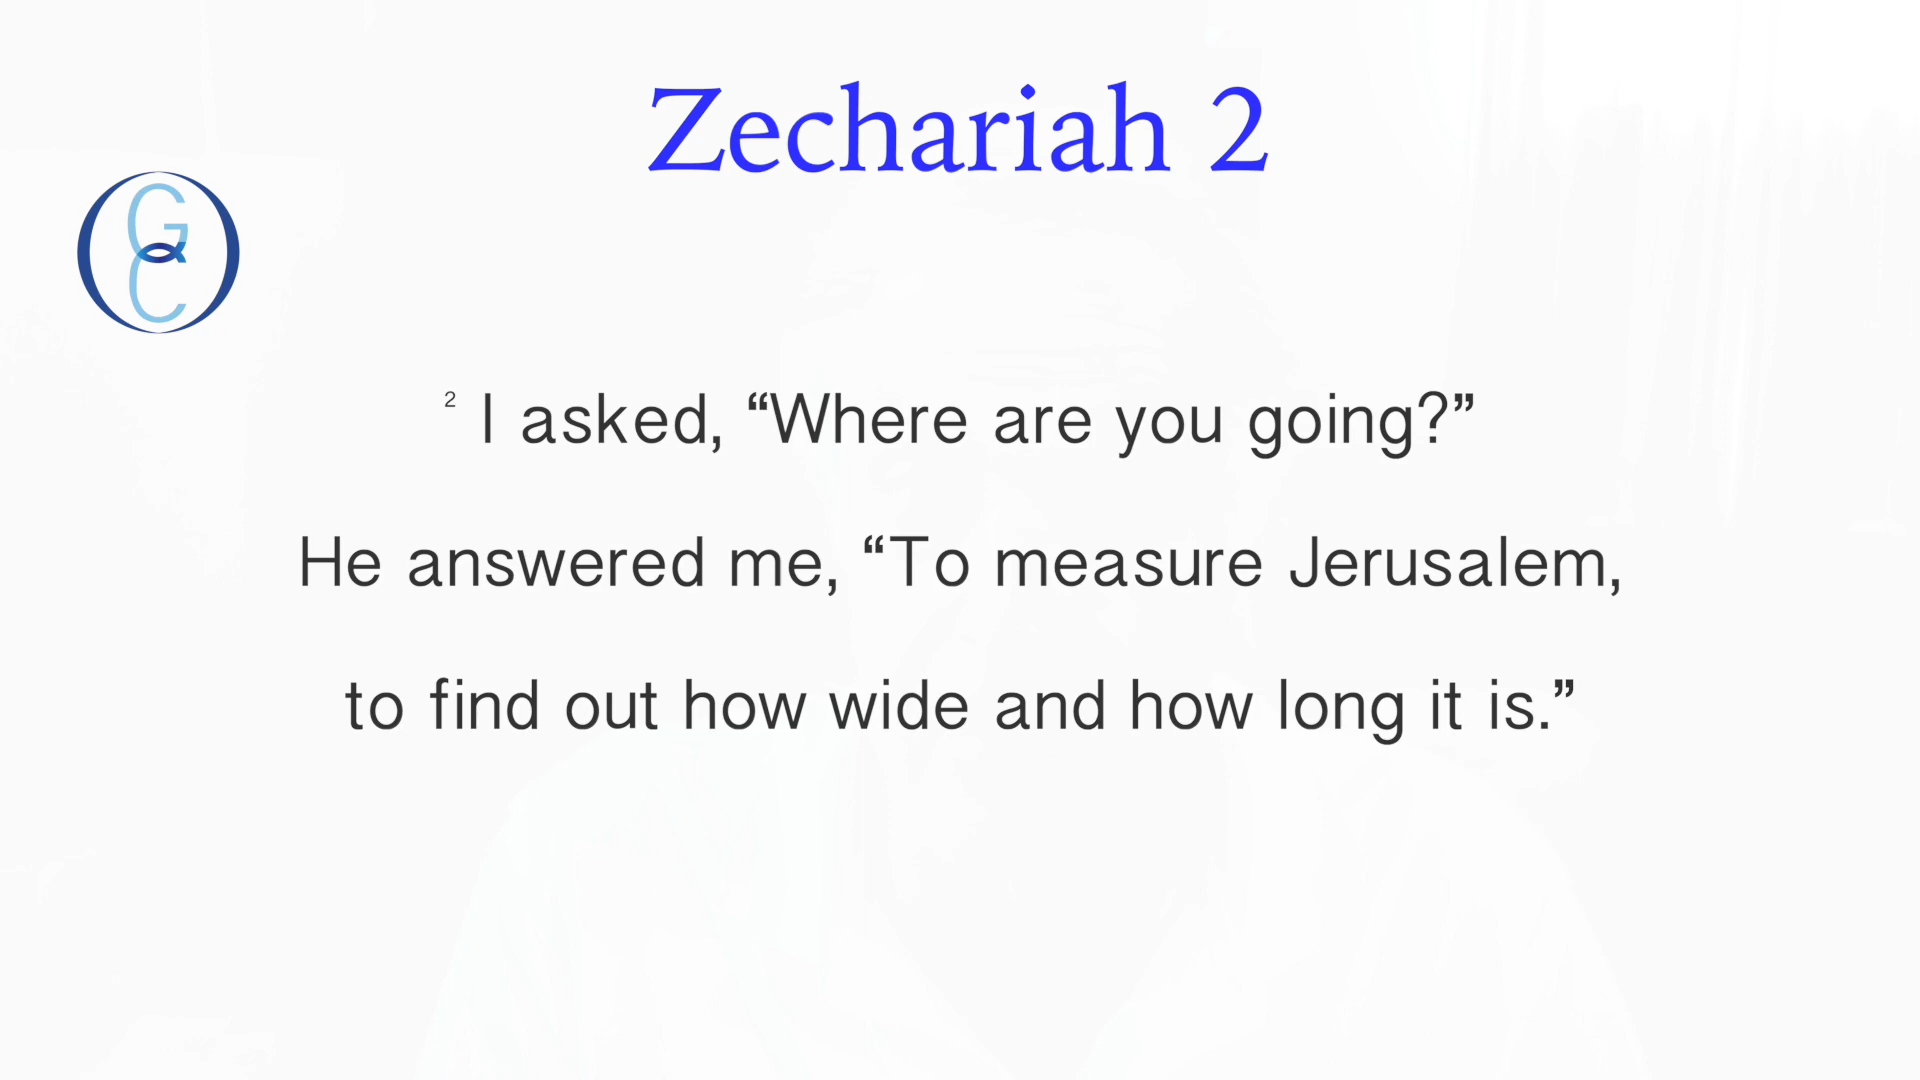 Zechariah 2
G
C
² I asked, “Where are you going?”
He answered me, “To measure Jerusalem,
to find out how wide and how long it is.”